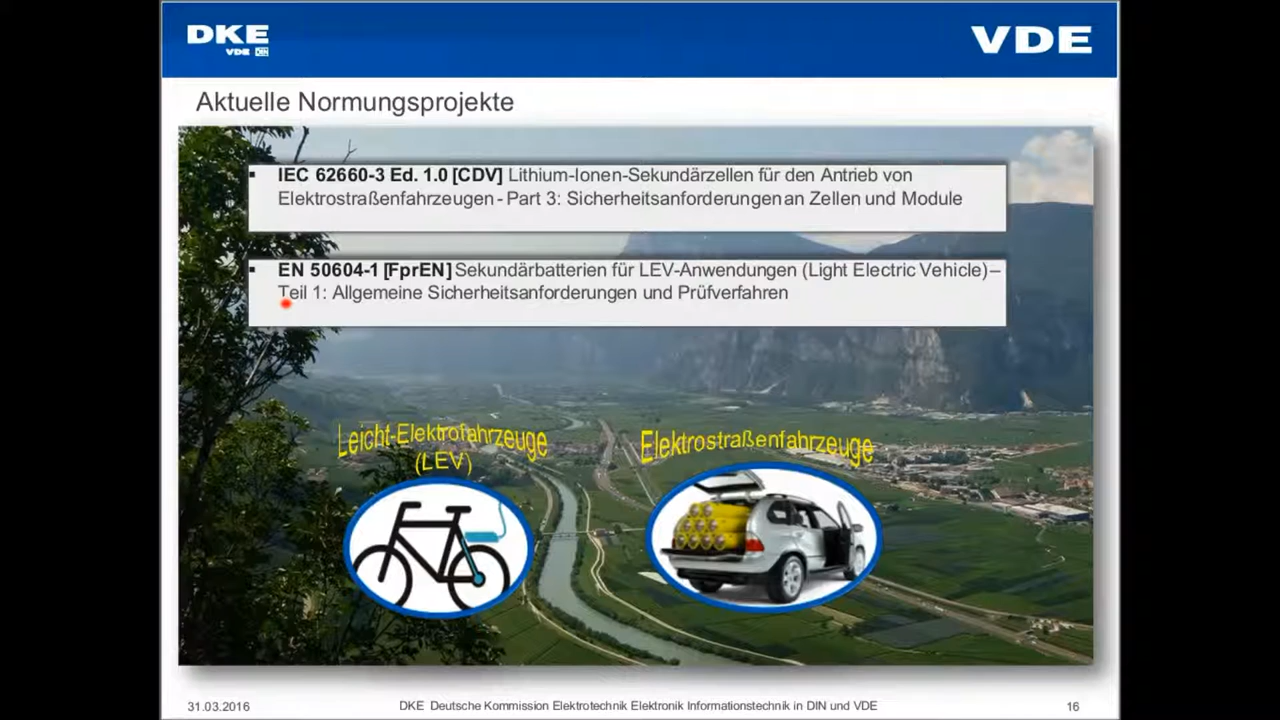 DKE
VDE DIN
VDE
Aktuelle Normungsprojekte
▪ IEC 62660-3 Ed. 1.0 [CDV] Lithium-Ionen-Sekundärzellen für den Antrieb von
Elektrostraßenfahrzeugen - Part 3: Sicherheitsanforderungen an Zellen und Module
▪ EN 50604-1 [FprEN] Sekundärbatterien für LEV-Anwendungen (Light Electric Vehicle) –
Teil 1: Allgemeine Sicherheitsanforderungen und Prüfverfahren
Leicht-Elektrofahrzeuge
(LEV)
Elektrostraßenfahrzeuge
31.03.2016
DKE Deutsche Kommission Elektrotechnik Elektronik Informationstechnik in DIN und VDE
16